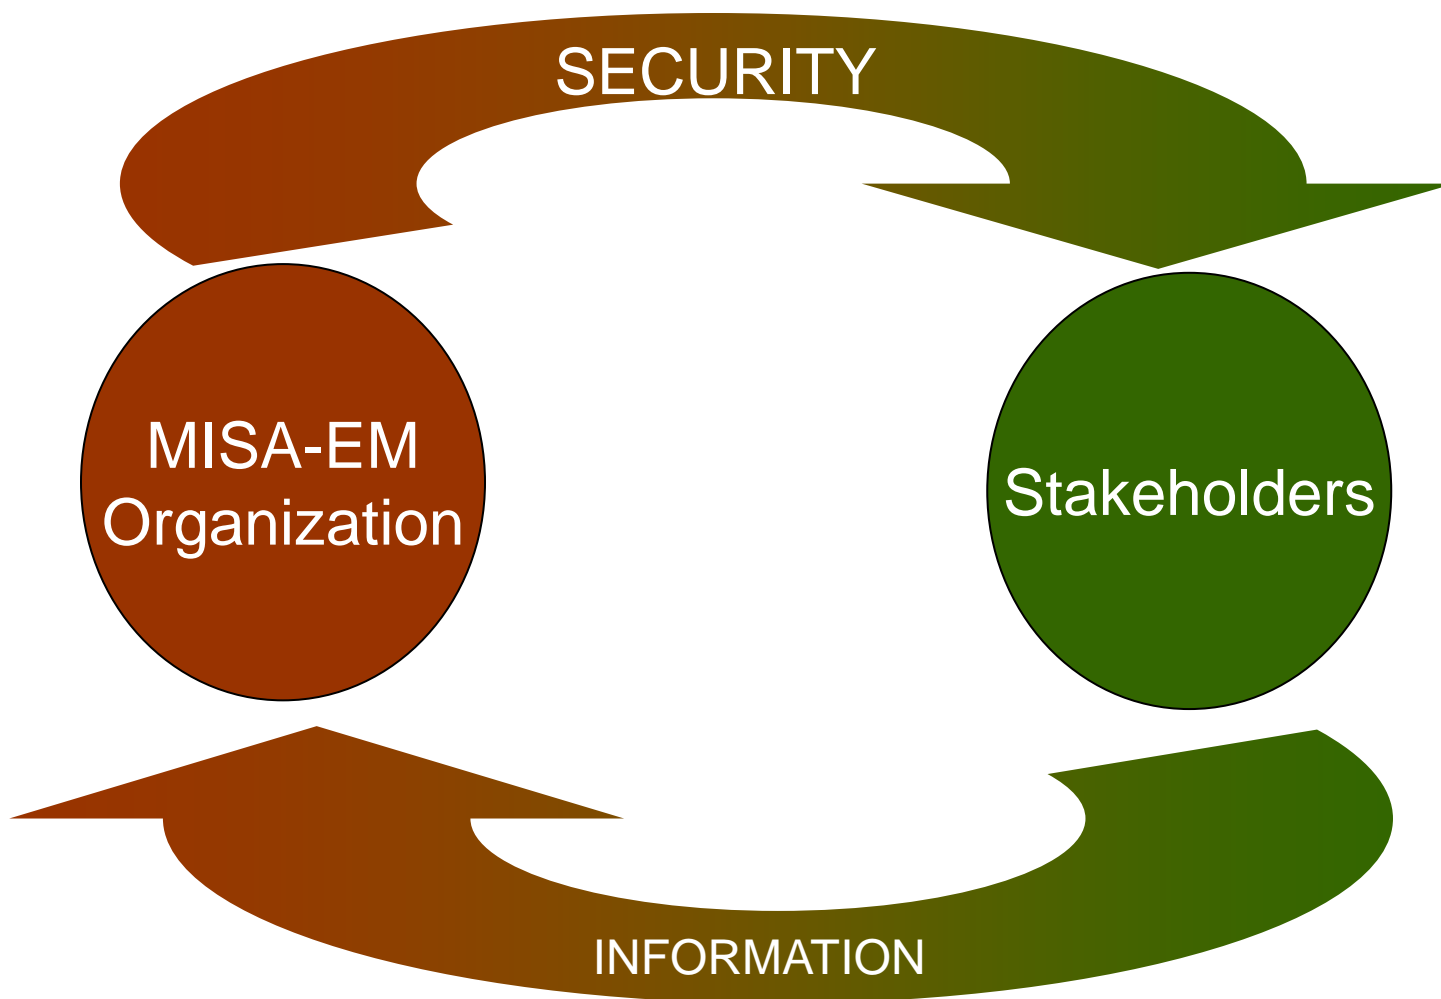 SECURITY
MISA-EM
Organization
Stakeholders
INFORMATION